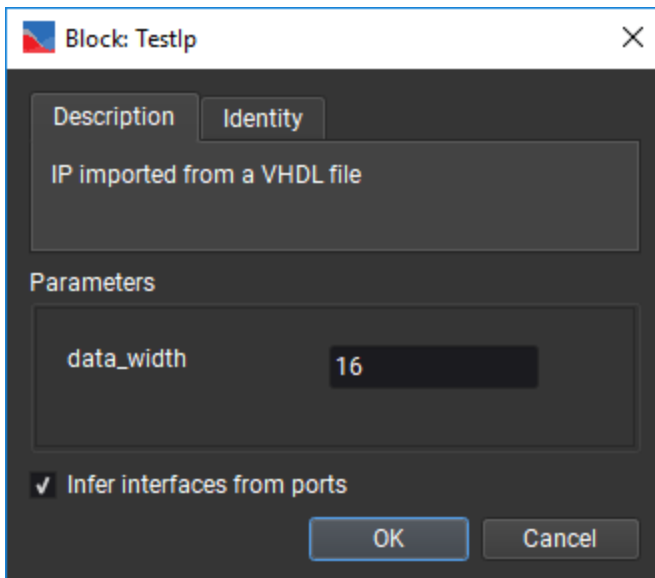 Block: TestIp
Description
Identity
IP imported from a VHDL file
Parameters
data_width
16
Infer interfaces from ports
OK
Cancel